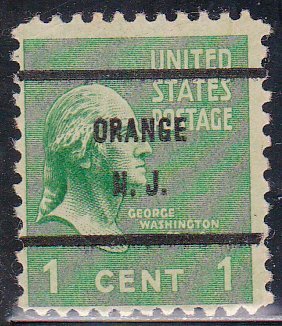 UNITED
STATES
POSTAGE
ORANGE
N. J.
GEORGE
WASHINGTON
1 CENT 1